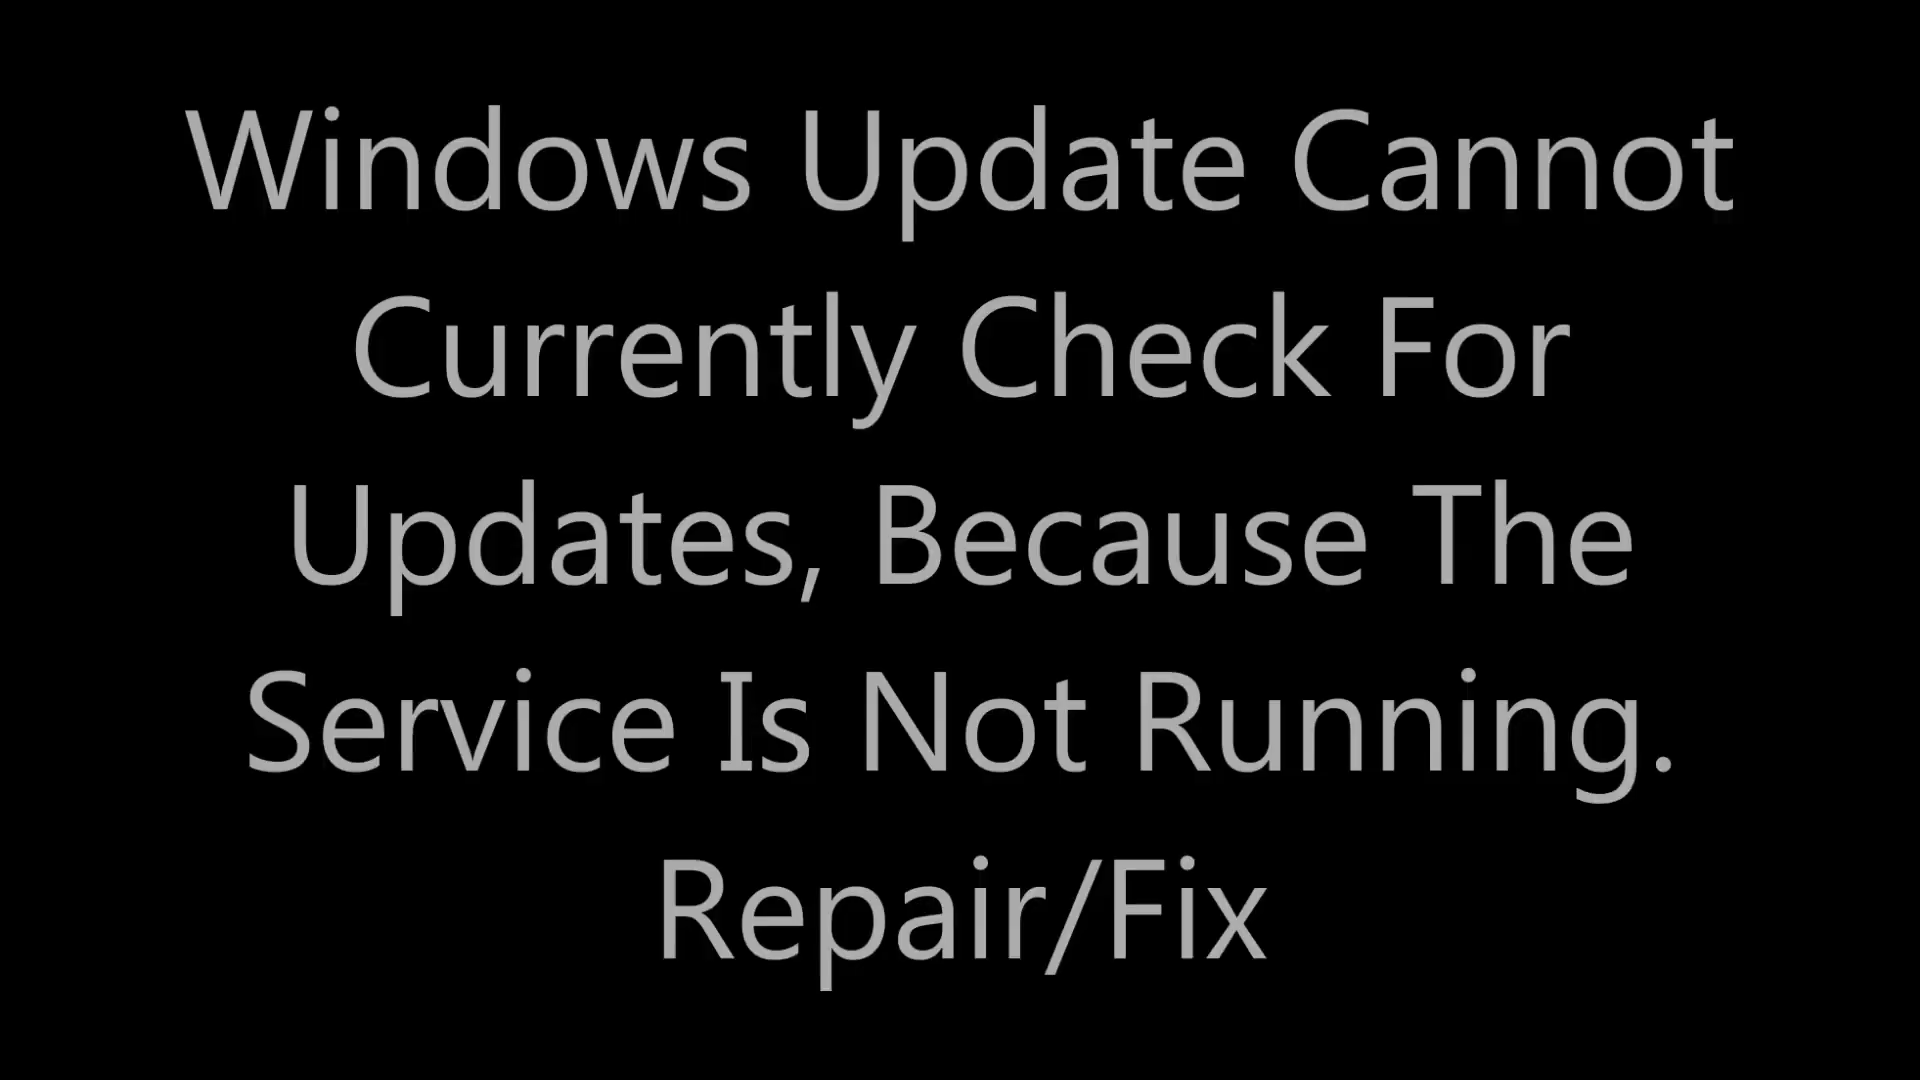 Windows Update Cannot
Currently Check For
Updates, Because The
Service Is Not Running.
Repair/Fix